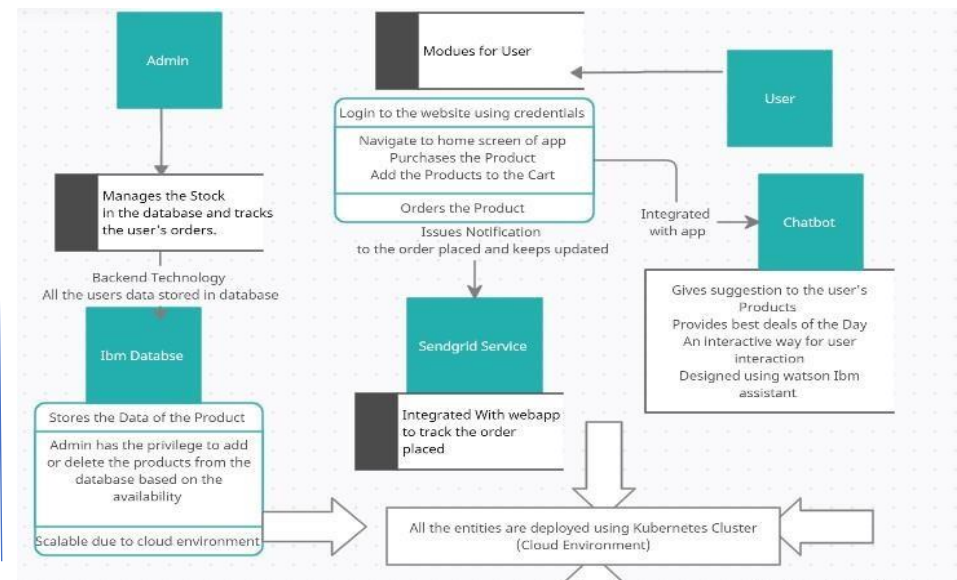 Admin
Modues for User
User
Login to the website using credentials
Navigate to home screen of app
Purchases the Product
Add the Products to the Cart
Orders the Product
Manages the Stock
in the database and tracks
the user's orders.
Integrated
with app
Chatbot
Issues Notification
to the order placed and keeps updated
Backend Technology
All the users data stored in database
Gives suggestion to the user's
Products
Provides best deals of the Day
An interactive way for user
interaction
Designed using watson Ibm
assistant
Ibm Databse
Sendgrid Service
Stores the Data of the Product
Admin has the privilege to add
or delete the products from the
database based on the
availability
Scalable due to cloud environment
Integrated With webapp
to track the order
placed
All the entities are deployed using Kubernetes Cluster
(Cloud Environment)